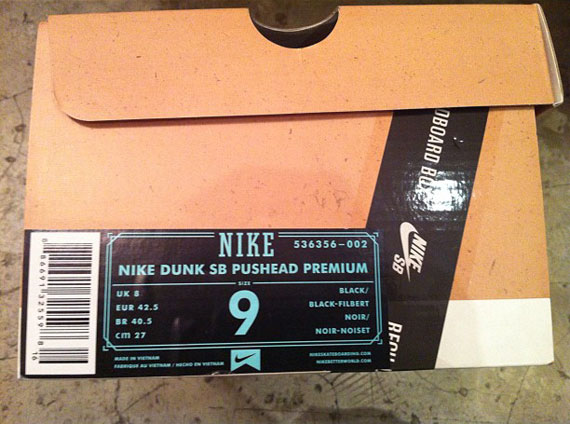 OBOARD BO
NIKE
SB
REDU
NIKE
536356-002
NIKE DUNK SB PUSHEAD PREMIUM
SIZE
9
UK 8
EUR 42.5
BR 40.5
cm 27
BLACK/
BLACK-FILBERT
NOIR/
NOIR-NOISET
MADE IN VIETNAM
FABRIQUE AU VIETNAM / HECHO EN VIETNAM
NIKESKATEBOARDING.COM
NIKEBETTERWORLD.COM